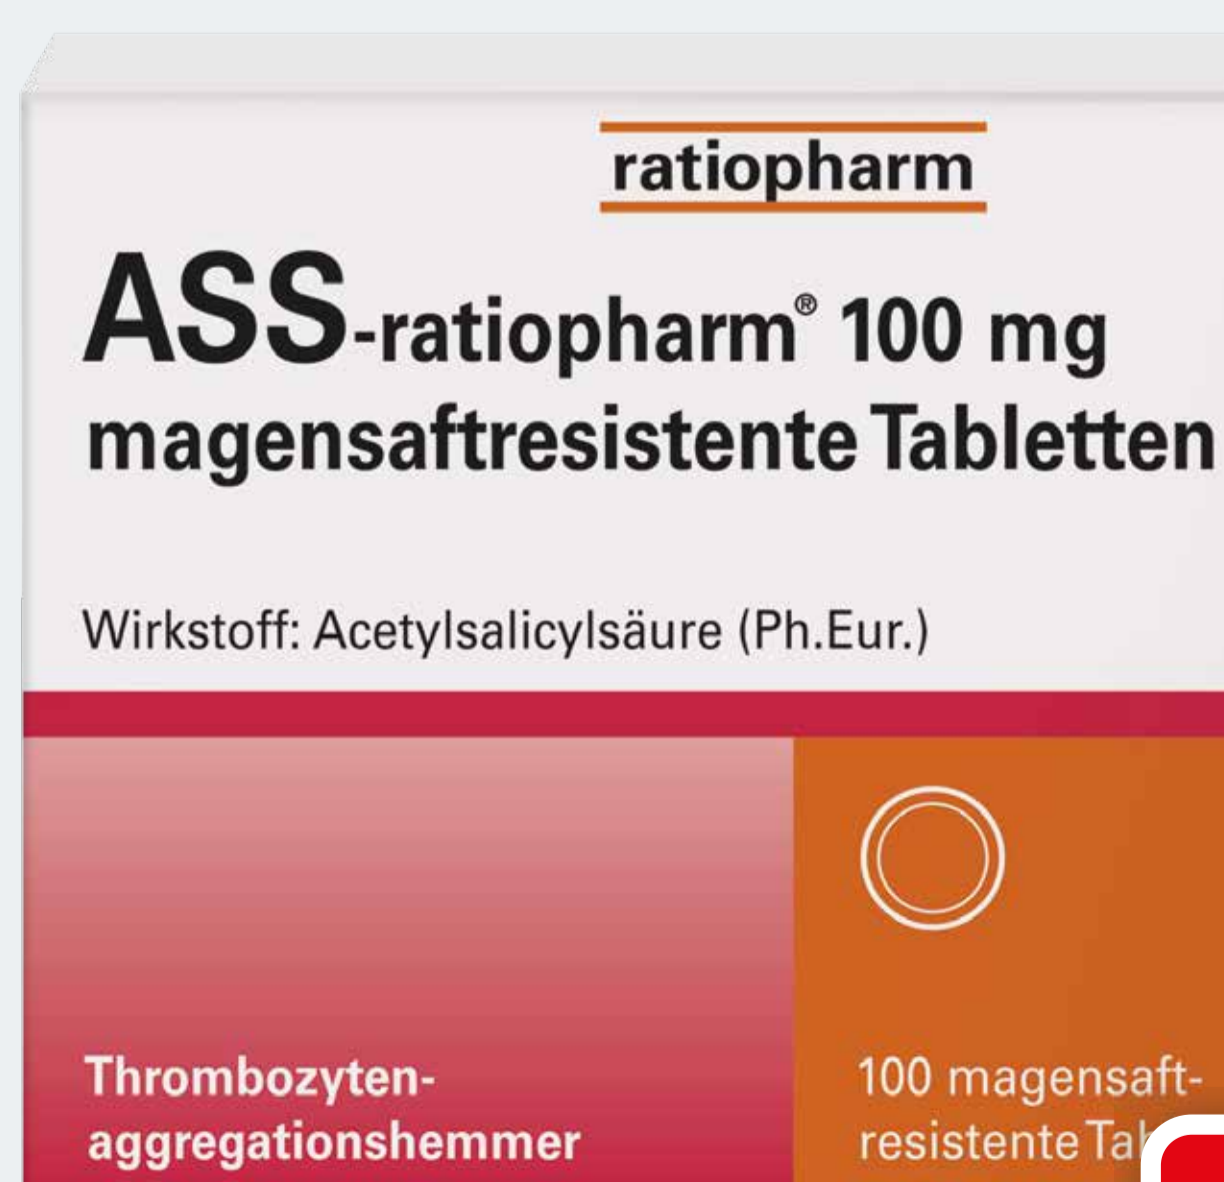 ratiopharm
ASS-ratiopharm® 100 mg
magensaftresistente Tabletten
Wirkstoff: Acetylsalicylsäure (Ph.Eur.)
Thrombozyten-
aggregationshemmer
100 magensaft-
resistente